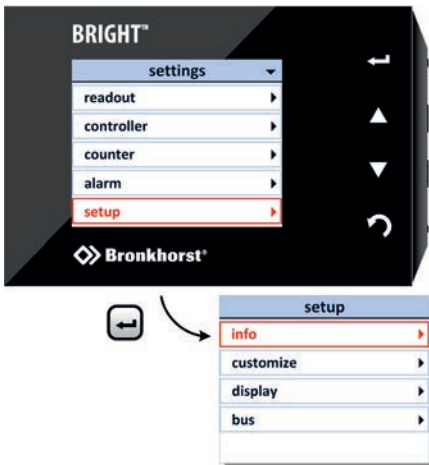 BRIGHT™
settings
readout
controller
counter
alarm
setup
Bronkhorst®
setup
info
customize
display
bus